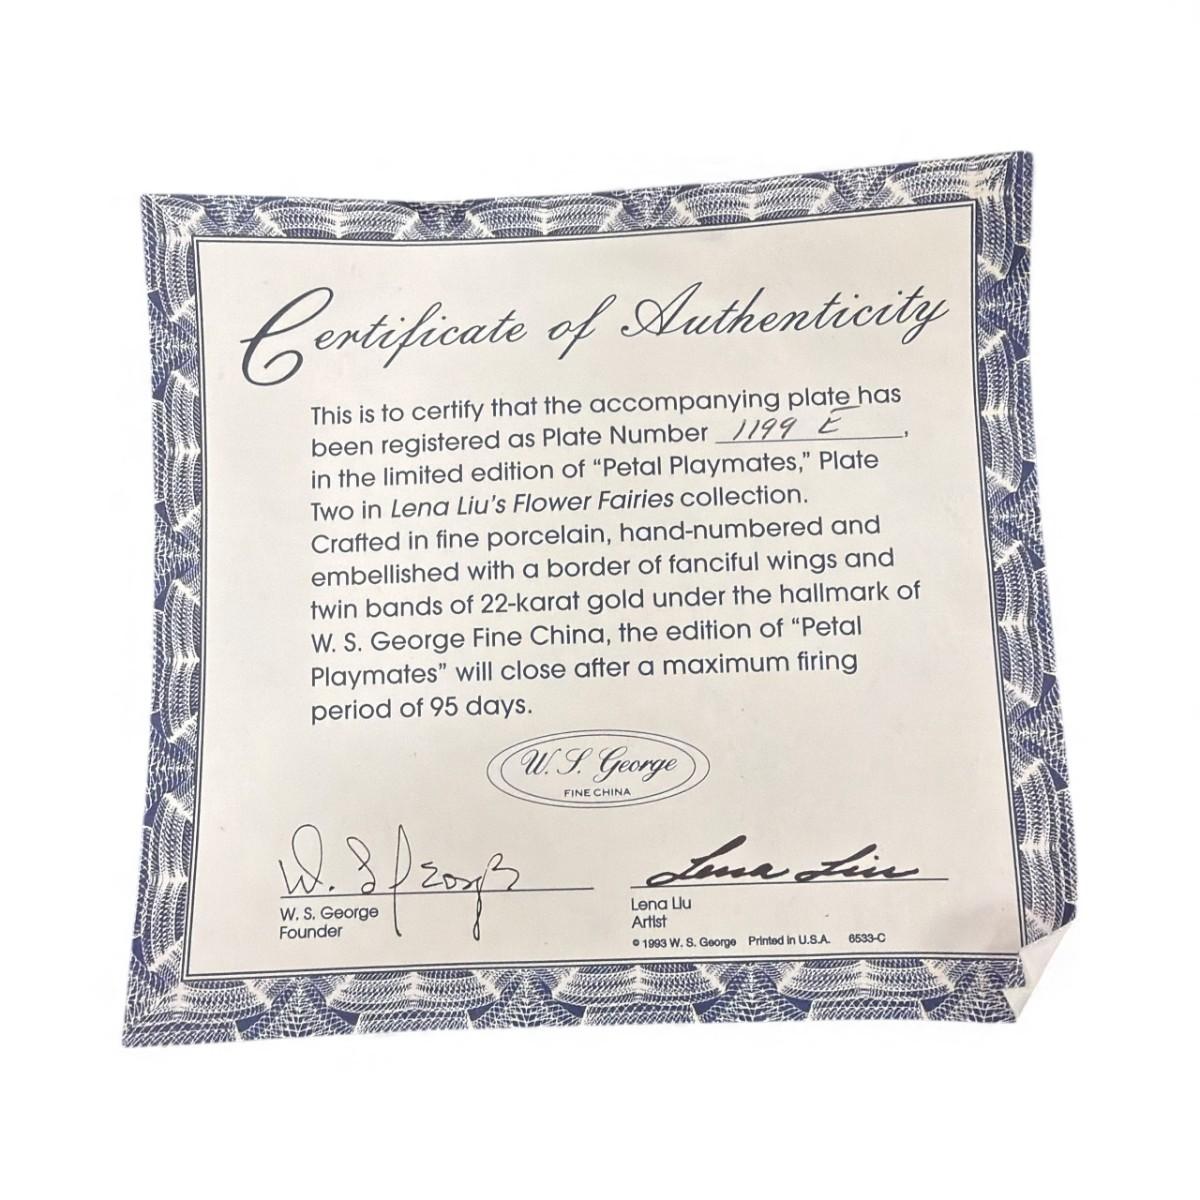 Certificate of Authenticity
This is to certify that the accompanying plate has
been registered as Plate Number 1199 E,
in the limited edition of “Petal Playmates,” Plate
Two in Lena Liu’s Flower Fairies collection.
Crafted in fine porcelain, hand-numbered and
embellished with a border of fanciful wings and
twin bands of 22-karat gold under the hallmark of
W. S. George Fine China, the edition of “Petal
Playmates” will close after a maximum firing
period of 95 days.
W. S. George
FINE CHINA
W. S. George
Lena Liu
W. S. George
Founder
Lena Liu
Artist
© 1993 W. S. George Printed in U.S.A. 6533-C